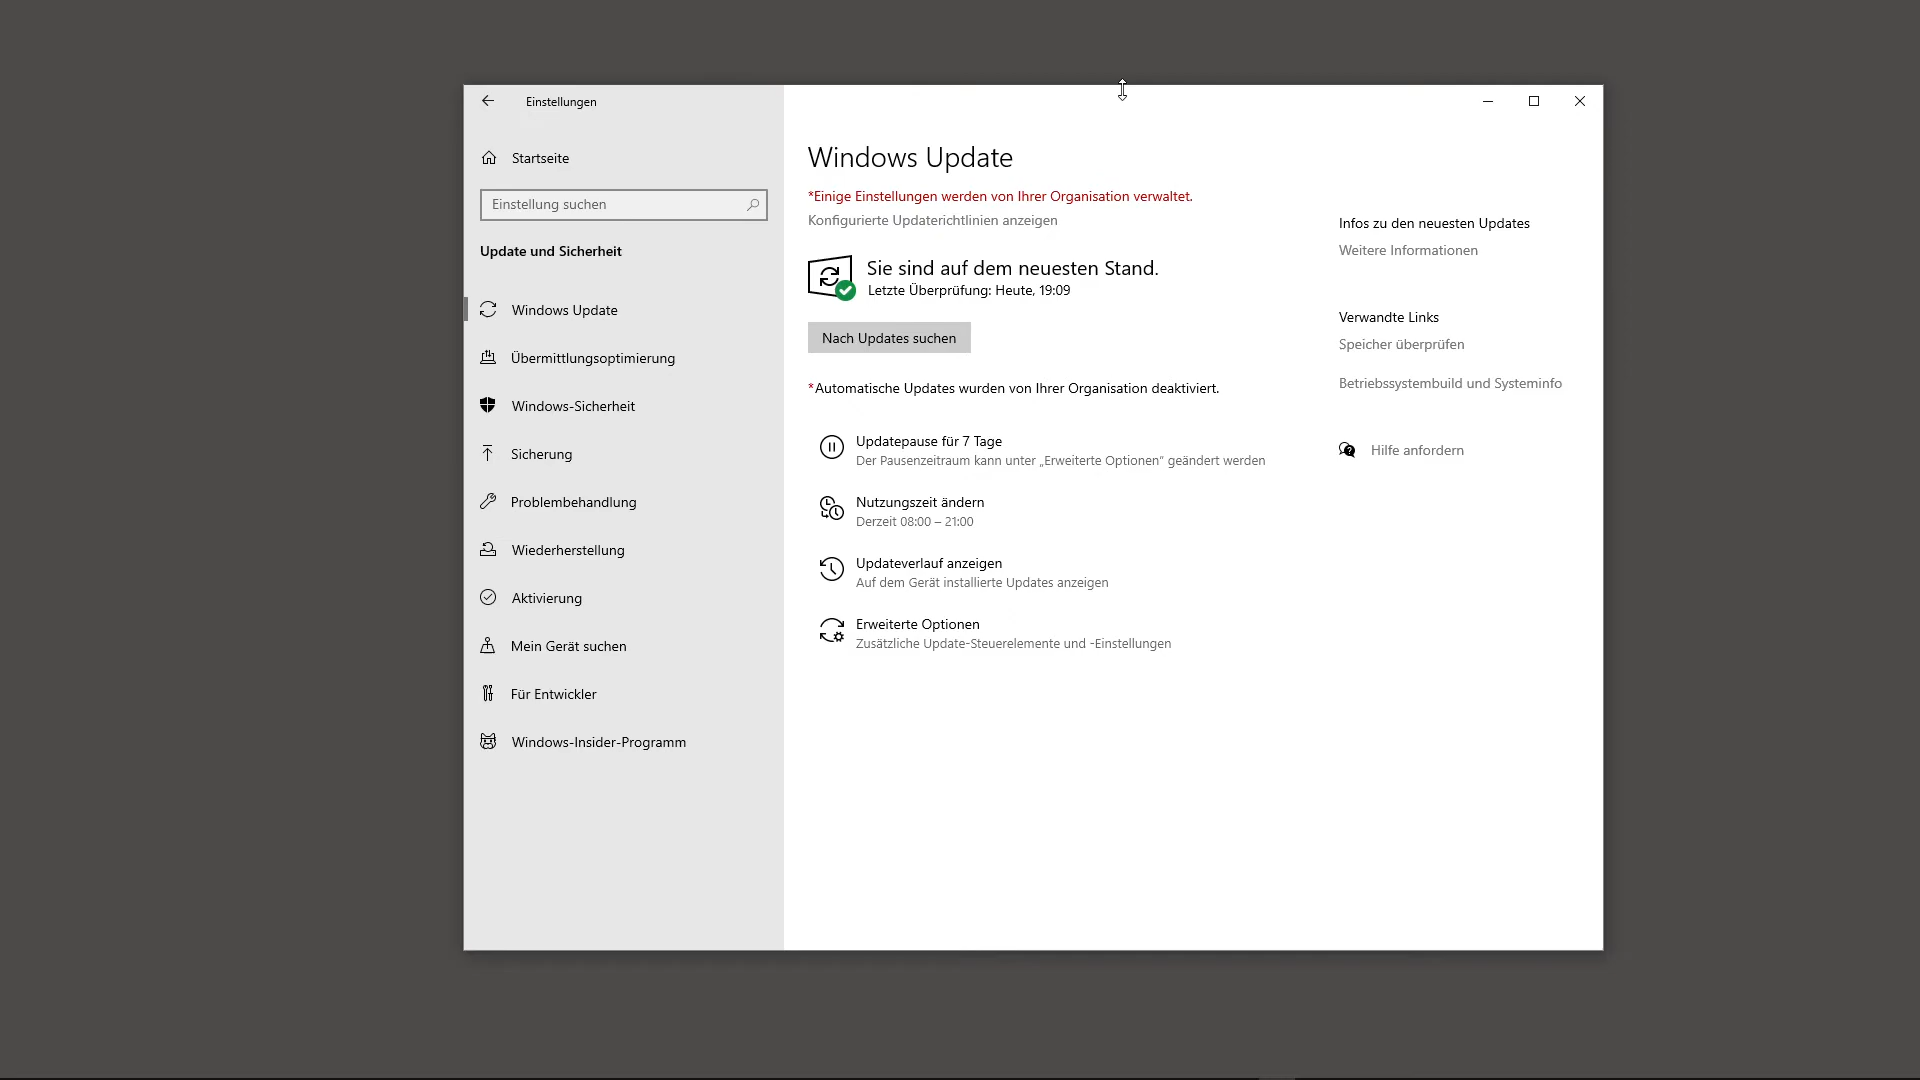 Einstellungen
Startseite
Einstellung suchen
Update und Sicherheit
Windows Update
Übermittlungsoptimierung
Windows-Sicherheit
Sicherung
Problembehandlung
Wiederherstellung
Aktivierung
Mein Gerät suchen
Für Entwickler
Windows-Insider-Programm
Windows Update
*Einige Einstellungen werden von Ihrer Organisation verwaltet.
Konfigurierte Updaterichtlinien anzeigen
Sie sind auf dem neuesten Stand.
Letzte Überprüfung: Heute, 19:09
Nach Updates suchen
*Automatische Updates wurden von Ihrer Organisation deaktiviert.
Updatepause für 7 Tage
Der Pausenzeitraum kann unter „Erweiterte Optionen“ geändert werden
Nutzungszeit ändern
Derzeit 08:00 – 21:00
Updateverlauf anzeigen
Auf dem Gerät installierte Updates anzeigen
Erweiterte Optionen
Zusätzliche Update-Steuerelemente und -Einstellungen
Infos zu den neuesten Updates
Weitere Informationen
Verwandte Links
Speicher überprüfen
Betriebssystembuild und Systeminfo
Hilfe anfordern